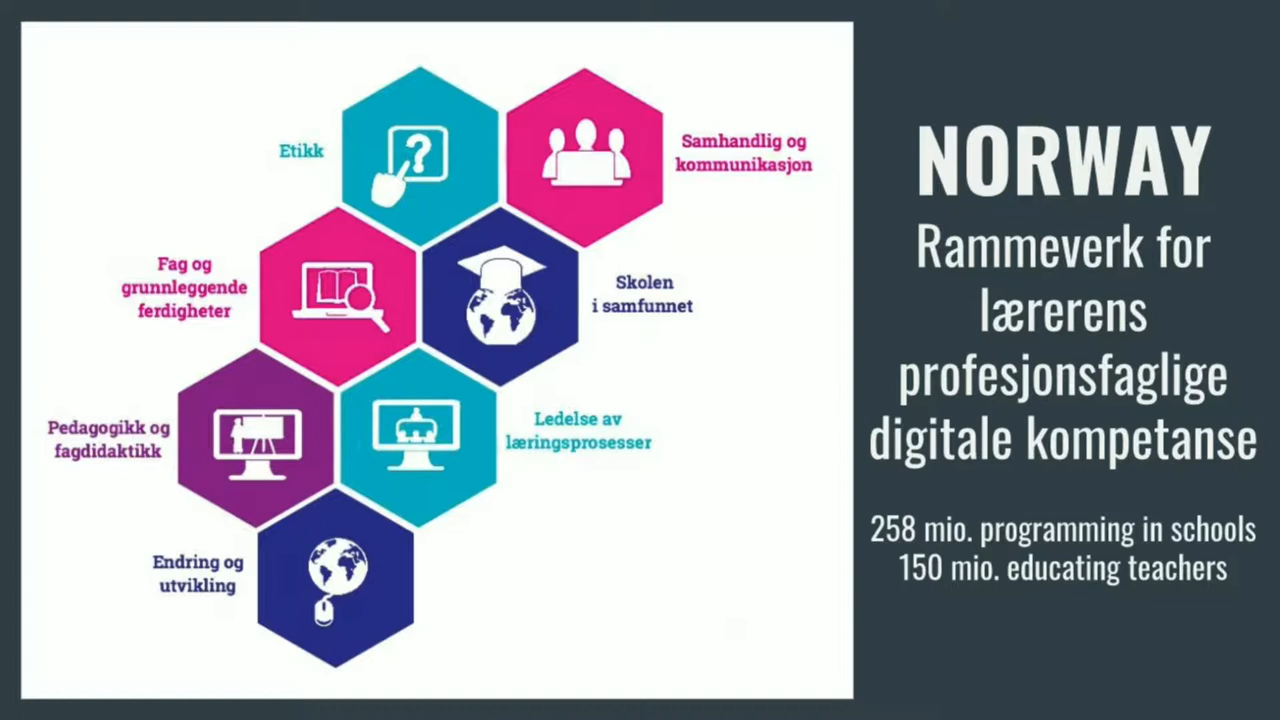 Etikk
Samhandlig og
kommunikasjon
Fag og
grunnleggende
ferdigheter
Skolen
i samfunnet
Pedagogikk og
fagdidaktikk
Ledelse av
læringsprosesser
Endring og
utvikling
NORWAY
Rammeverk for
lærerens
profesjonsfaglige
digitale kompetanse
258 mio. programming in schools
150 mio. educating teachers